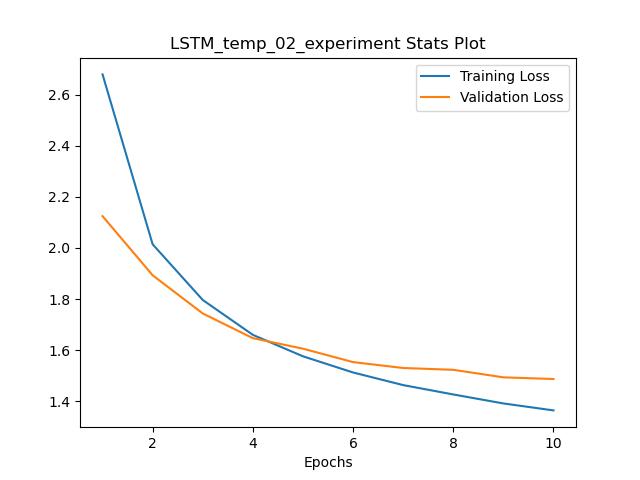 LSTM_temp_02_experiment Stats Plot
Training Loss
Validation Loss
2.6
2.4
2.2
2.0
1.8
1.6
1.4
2 4 6 8 10
Epochs